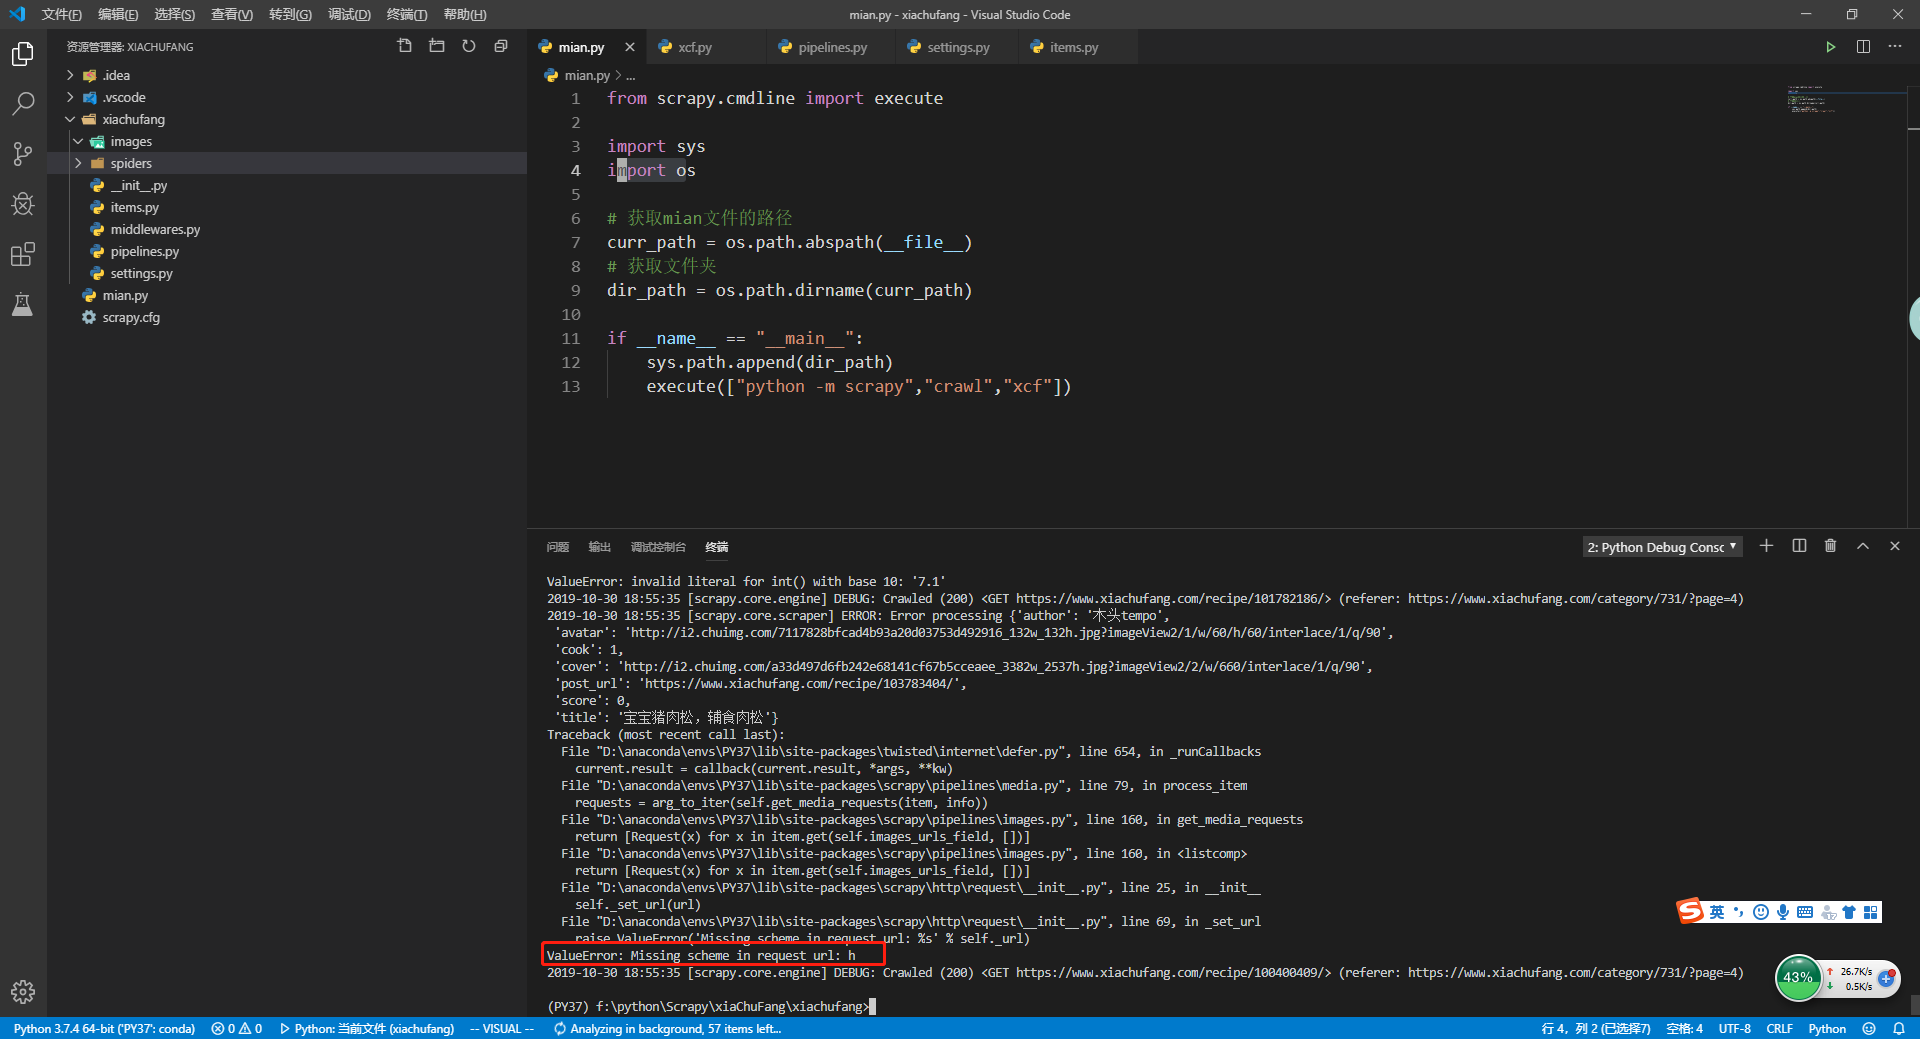 文件(F) 编辑(E) 选择(S) 查看(V) 转到(G) 调试(D) 终端(T) 帮助(H)
mian.py - xiachufang - Visual Studio Code
资源管理器: XIACHUFANG
.idea
.vscode
xiachufang
images
spiders
__init__.py
items.py
middlewares.py
pipelines.py
settings.py
mian.py
scrapy.cfg
mian.py xcf.py pipelines.py settings.py items.py
mian.py > ...
1 from scrapy.cmdline import execute
2
3 import sys
4 import os
5
6 # 获取mian文件的路径
7 curr_path = os.path.abspath(__file__)
8 # 获取文件夹
9 dir_path = os.path.dirname(curr_path)
10
11 if __name__ == "__main__":
12 sys.path.append(dir_path)
13 execute(["python -m scrapy","crawl","xcf"])
问题 输出 调试控制台 终端
2: Python Debug Consc
ValueError: invalid literal for int() with base 10: '7.1'
2019-10-30 18:55:35 [scrapy.core.engine] DEBUG: Crawled (200) <GET https://www.xiachufang.com/recipe/101782186/> (referer: https://www.xiachufang.com/category/731/?page=4)
2019-10-30 18:55:35 [scrapy.core.scraper] ERROR: Error processing {'author': '木头tempo',
'avatar': 'http://i2.chuimg.com/7117828bfcad4b93a20d03753d492916_132w_132h.jpg?imageView2/1/w/60/h/60/interlace/1/q/90',
'cook': 1,
'cover': 'http://i2.chuimg.com/a33d497d6fb242e68141cf67b5cceaee_3382w_2537h.jpg?imageView2/2/w/660/interlace/1/q/90',
'post_url': 'https://www.xiachufang.com/recipe/103783404/',
'score': 0,
'title': '宝宝猪肉松，辅食肉松'}
Traceback (most recent call last):
File "D:\anaconda\envs\PY37\lib\site-packages\twisted\internet\defer.py", line 654, in _runCallbacks
current.result = callback(current.result, *args, **kw)
File "D:\anaconda\envs\PY37\lib\site-packages\scrapy\pipelines\media.py", line 79, in process_item
requests = arg_to_iter(self.get_media_requests(item, info))
File "D:\anaconda\envs\PY37\lib\site-packages\scrapy\pipelines\images.py", line 160, in get_media_requests
return [Request(x) for x in item.get(self.images_urls_field, [])]
File "D:\anaconda\envs\PY37\lib\site-packages\scrapy\pipelines\images.py", line 160, in <listcomp>
return [Request(x) for x in item.get(self.images_urls_field, [])]
File "D:\anaconda\envs\PY37\lib\site-packages\scrapy\http\request\__init__.py", line 25, in __init__
self._set_url(url)
File "D:\anaconda\envs\PY37\lib\site-packages\scrapy\http\request\__init__.py", line 69, in _set_url
raise ValueError('Missing scheme in request url: %s' % self._url)
ValueError: Missing scheme in request url: h
2019-10-30 18:55:35 [scrapy.core.engine] DEBUG: Crawled (200) <GET https://www.xiachufang.com/recipe/100400409/> (referer: https://www.xiachufang.com/category/731/?page=4)
(PY37) f:\python\Scrapy\xiaChuFang\xiachufang>
S 英
43% 26.7K/s
0.5K/s
Python 3.7.4 64-bit ('PY37': conda) 0 0 Python: 当前文件 (xiachufang) -- VISUAL -- Analyzing in background, 57 items left... 行 4，列 2 (已选择7) 空格: 4 UTF-8 CRLF Python